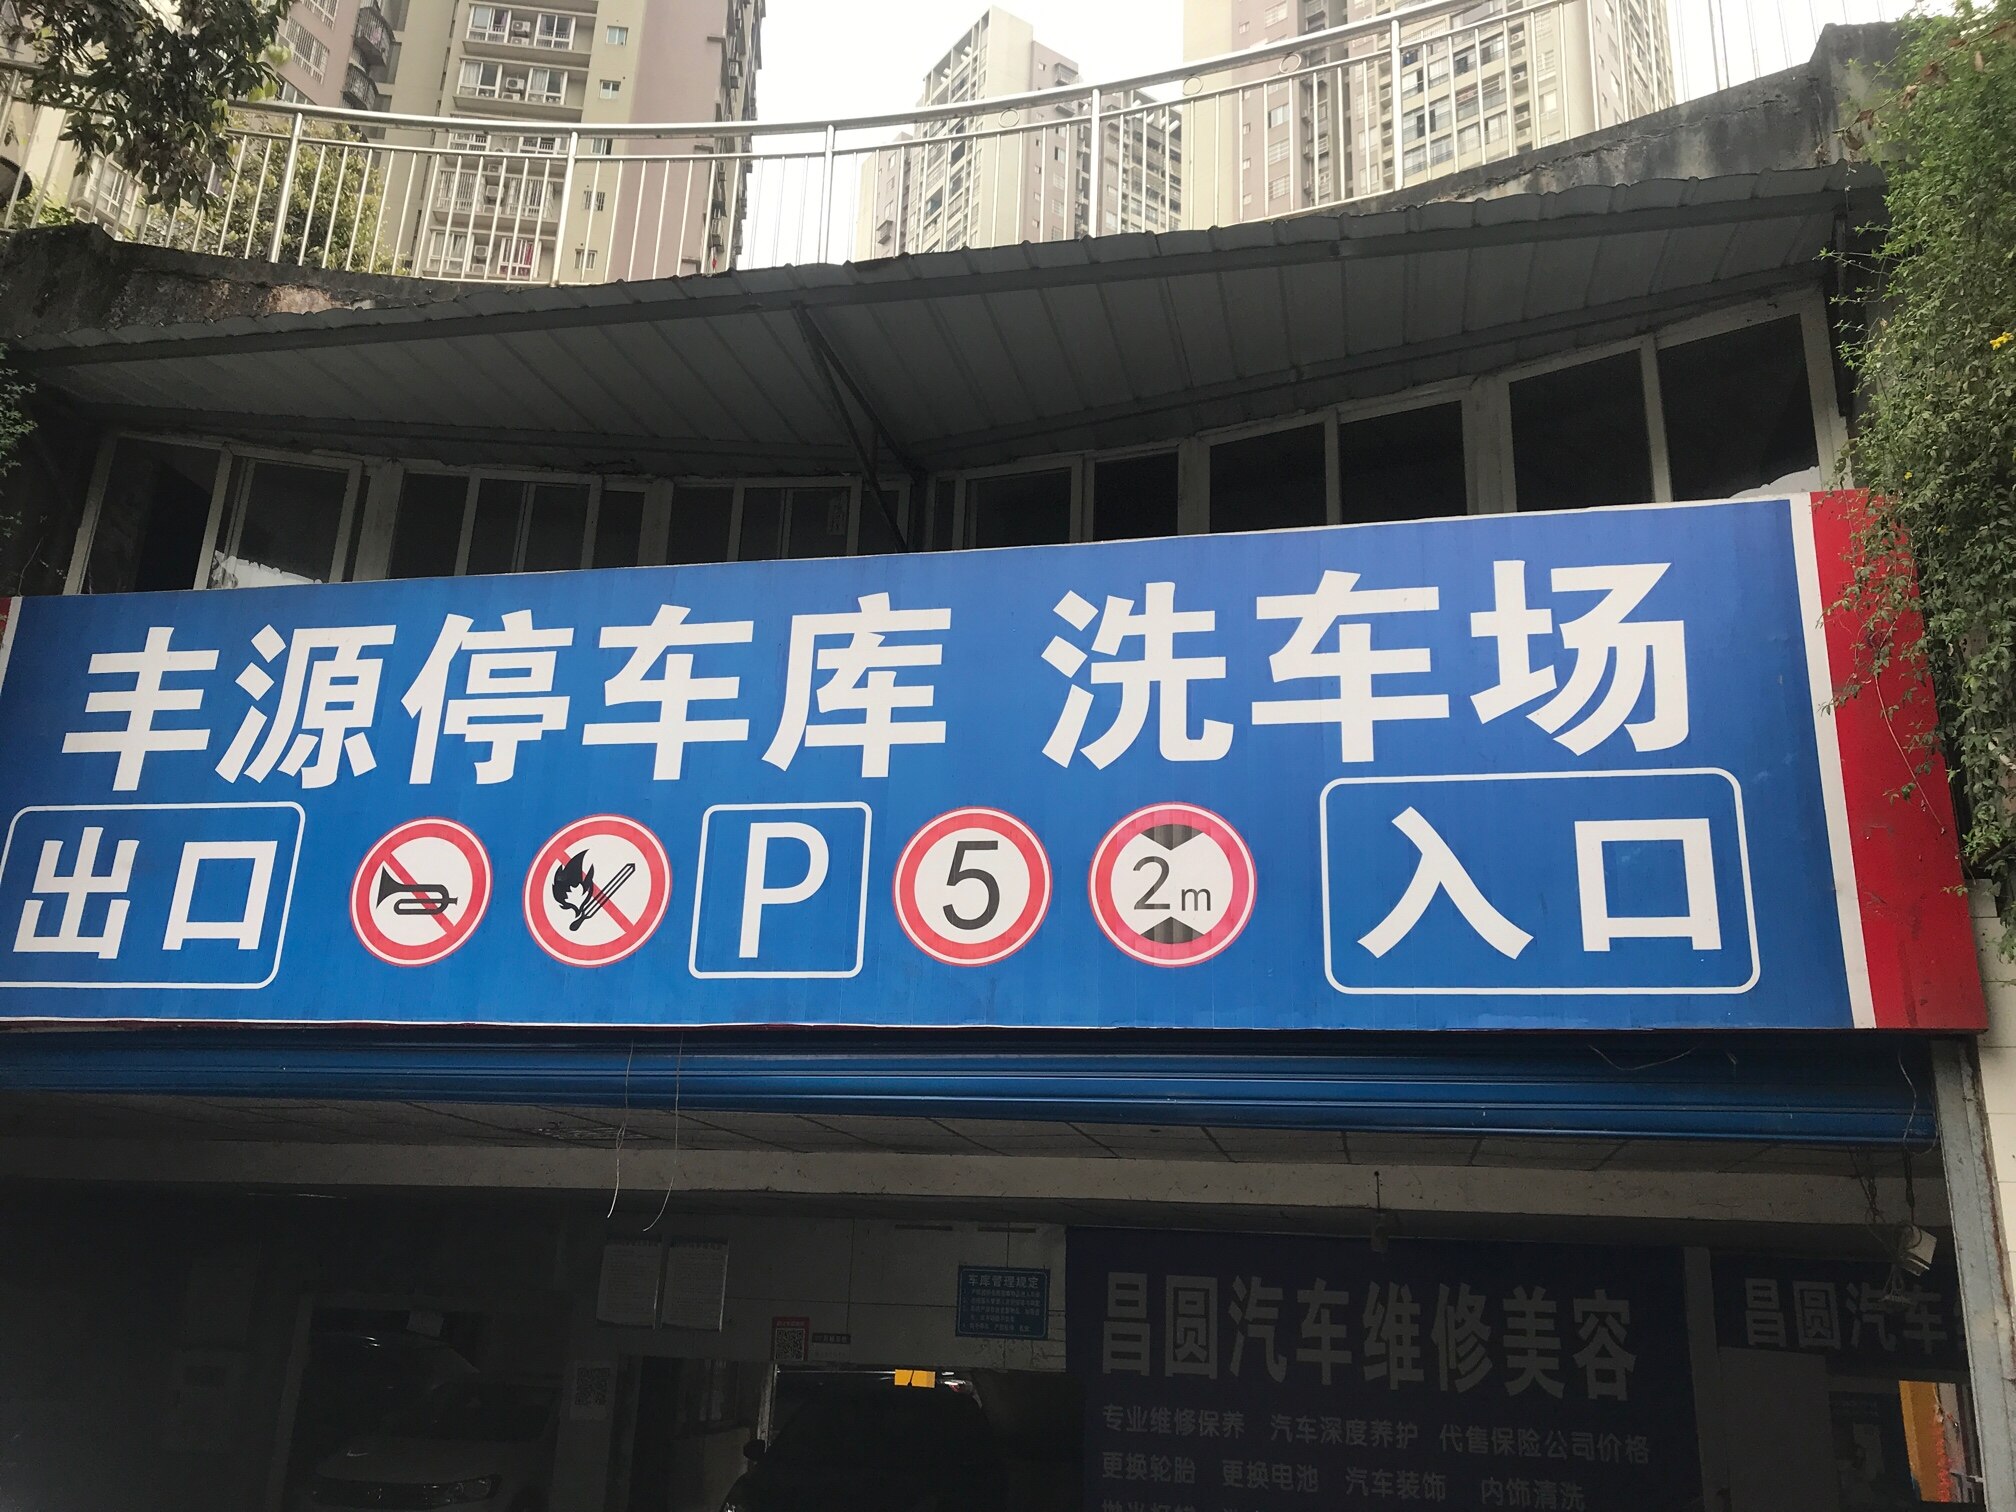 丰源停车库 洗车场
出口 P 5 2m 入口
车库管理规定
昌圆汽车维修美容
昌圆汽车维
专业维修保养 汽车深度养护 代售保险公司价格
更换轮胎 更换电池 汽车装饰 内饰清洗